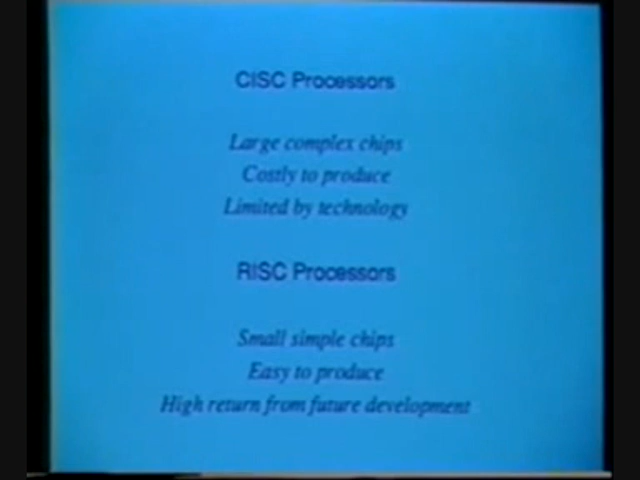 CISC Processors
Large complex chips
Costly to produce
Limited by technology
RISC Processors
Small simple chips
Easy to produce
High return from future development